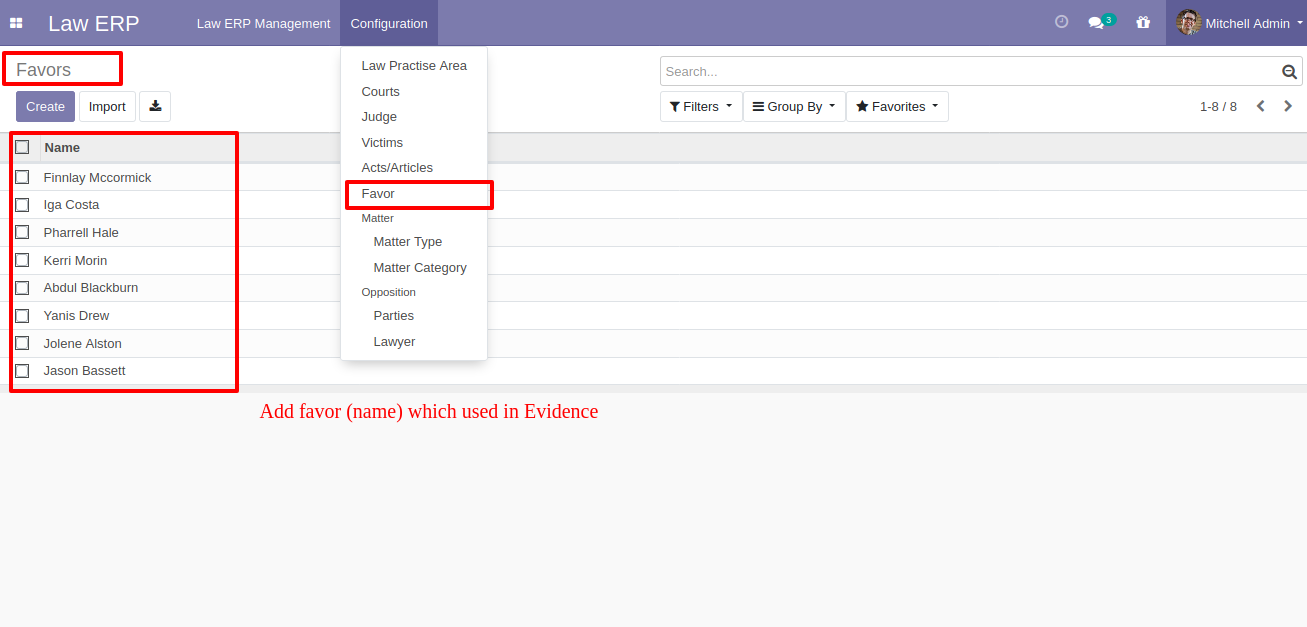 Law ERP Law ERP Management Configuration 3 Mitchell Admin
Favors
Search...
Create Import
Filters Group By Favorites 1-8 / 8
Law Practise Area
Courts
Judge
Victims
Acts/Articles
Favor
Matter
Matter Type
Matter Category
Opposition
Parties
Lawyer
Name
Finnlay Mccormick
Iga Costa
Pharrell Hale
Kerri Morin
Abdul Blackburn
Yanis Drew
Jolene Alston
Jason Bassett
Add favor (name) which used in Evidence